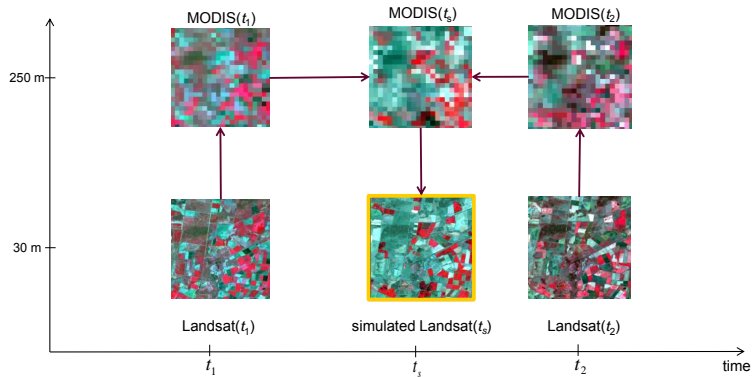 MODIS(t₁) MODIS(tₛ) MODIS(t₂)
250 m
30 m
Landsat(t₁) simulated Landsat(tₛ) Landsat(t₂)
t₁ tₛ t₂ time